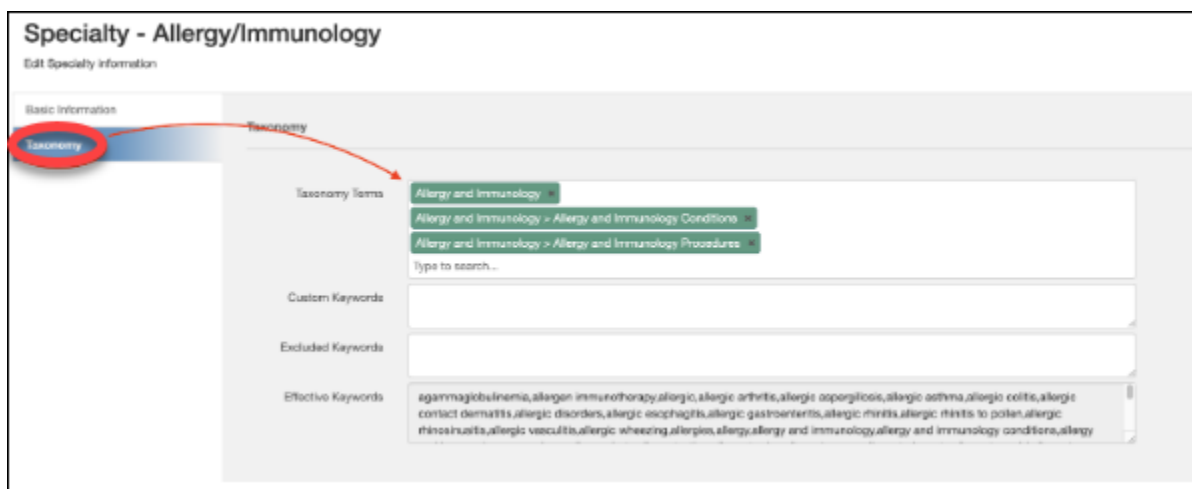 Specialty - Allergy/Immunology
Edit Specialty Information
Basic Information
Taxonomy
Taxonomy
Taxonomy Terms
Allergy and Immunology ×
Allergy and Immunology > Allergy and Immunology Conditions ×
Allergy and Immunology > Allergy and Immunology Procedures ×
Type to search...
Custom Keywords
Excluded Keywords
Effective Keywords
agammaglobulinemia,allergen immunotherapy,allergic,allergic arthritis,allergic aspergillosis,allergic asthma,allergic colitis,allergic
contact dermatitis,allergic disorders,allergic esophagitis,allergic gastroenteritis,allergic rhinitis,allergic rhinitis to pollen,allergic
rhinosinusitis,allergic vasculitis,allergic wheezing,allergies,allergy,allergy and immunology,allergy and immunology conditions,allergy